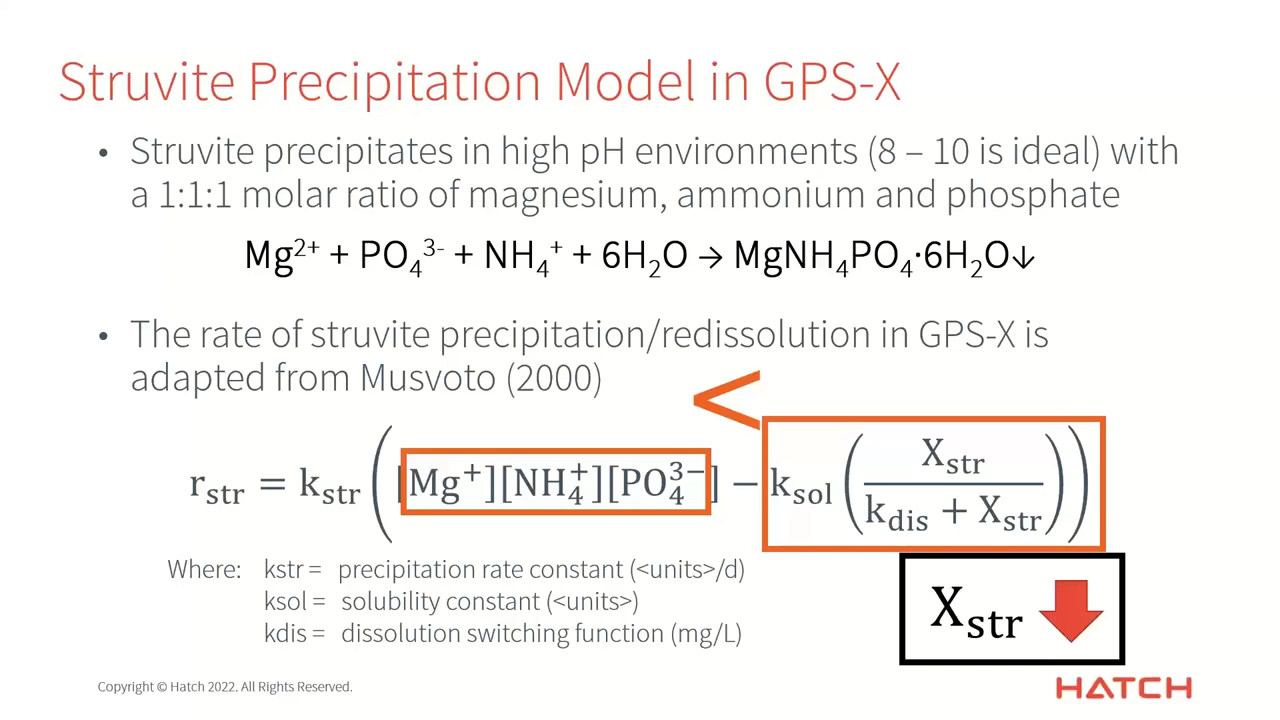 Struvite Precipitation Model in GPS-X
• Struvite precipitates in high pH environments (8 – 10 is ideal) with
a 1:1:1 molar ratio of magnesium, ammonium and phosphate
Mg²⁺ + PO₄³⁻ + NH₄⁺ + 6H₂O → MgNH₄PO₄·6H₂O↓
• The rate of struvite precipitation/redissolution in GPS-X is
adapted from Musvoto (2000)
<
r_str = k_str ([Mg⁺][NH₄⁺][PO₄³⁻] − k_sol (X_str / (k_dis + X_str)))
Where: kstr = precipitation rate constant (<units>/d)
ksol = solubility constant (<units>)
kdis = dissolution switching function (mg/L)
X_str
Copyright © Hatch 2022. All Rights Reserved.
HATCH